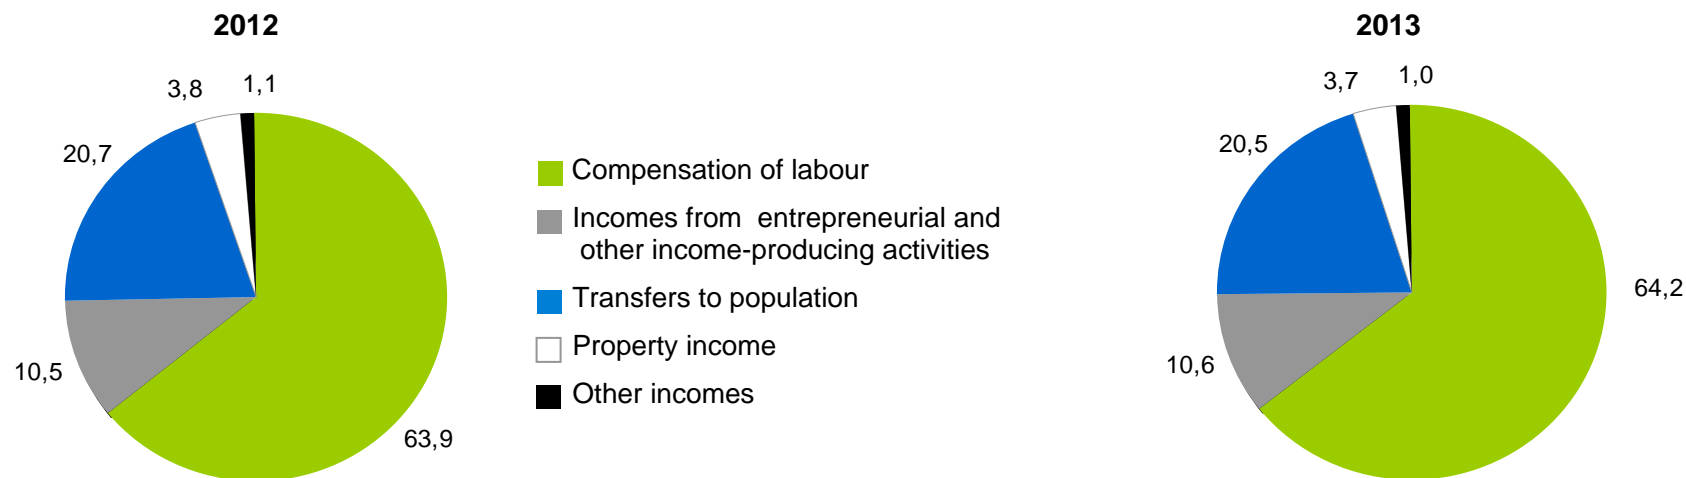 2012
3,8
1,1
20,7
10,5
63,9
Compensation of labour
Incomes from entrepreneurial and
other income-producing activities
Transfers to population
Property income
Other incomes
2013
3,7
1,0
20,5
64,2
10,6